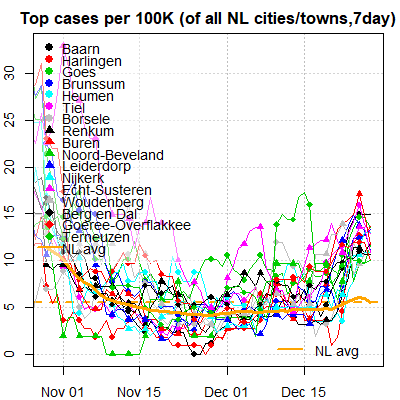 Top cases per 100K (of all NL cities/towns,7day)
30
25
20
15
10
5
0
Baarn
Harlingen
Goes
Brunssum
Heumen
Tiel
Borsele
Renkum
Buren
Noord-Beveland
Leiderdorp
Nijkerk
Echt-Susteren
Woudenberg
Berg en Dal
Goeree-Overflakkee
Terneuzen
NL avg
NL avg
Nov 01
Nov 15
Dec 01
Dec 15